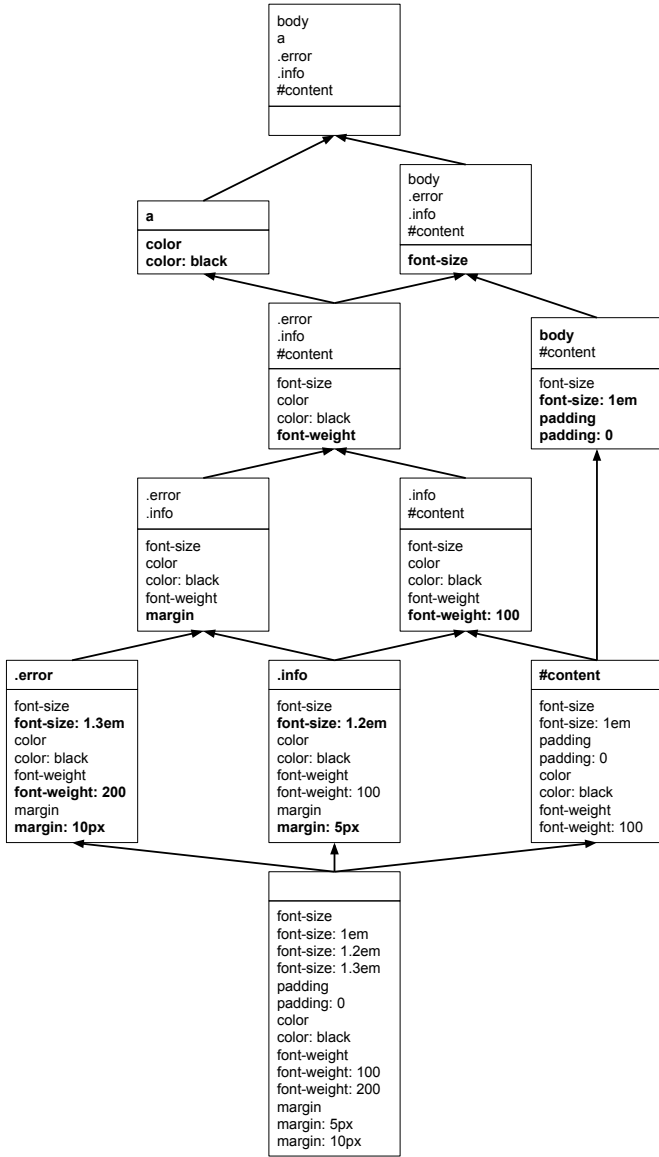 body
a
.error
.info
#content
a
color
color: black
body
.error
.info
#content
font-size
.error
.info
#content
font-size
color
color: black
font-weight
body
#content
font-size
font-size: 1em
padding
padding: 0
.error
.info
font-size
color
color: black
font-weight
margin
.info
#content
font-size
color
color: black
font-weight
font-weight: 100
.error
font-size
font-size: 1.3em
color
color: black
font-weight
font-weight: 200
margin
margin: 10px
.info
font-size
font-size: 1.2em
color
color: black
font-weight
font-weight: 100
margin
margin: 5px
#content
font-size
font-size: 1em
padding
padding: 0
color
color: black
font-weight
font-weight: 100
font-size
font-size: 1em
font-size: 1.2em
font-size: 1.3em
padding
padding: 0
color
color: black
font-weight
font-weight: 100
font-weight: 200
margin
margin: 5px
margin: 10px